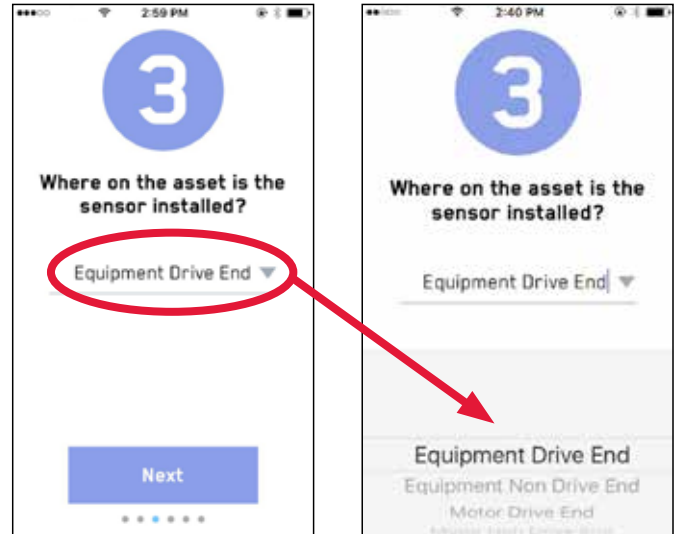 2:59 PM
3
Where on the asset is the
sensor installed?
Equipment Drive End
Next
2:40 PM
3
Where on the asset is the
sensor installed?
Equipment Drive End
Equipment Drive End
Equipment Non Drive End
Motor Drive End